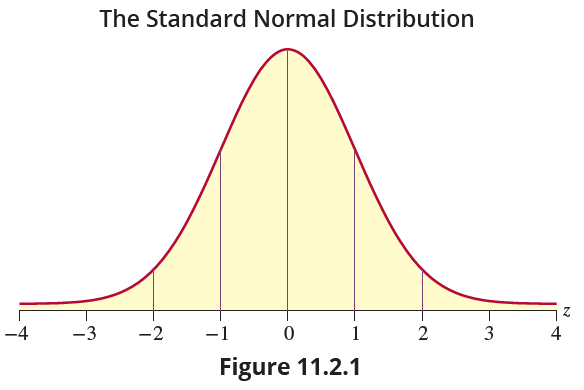 The Standard Normal Distribution
z
−4 −3 −2 −1 0 1 2 3 4
Figure 11.2.1